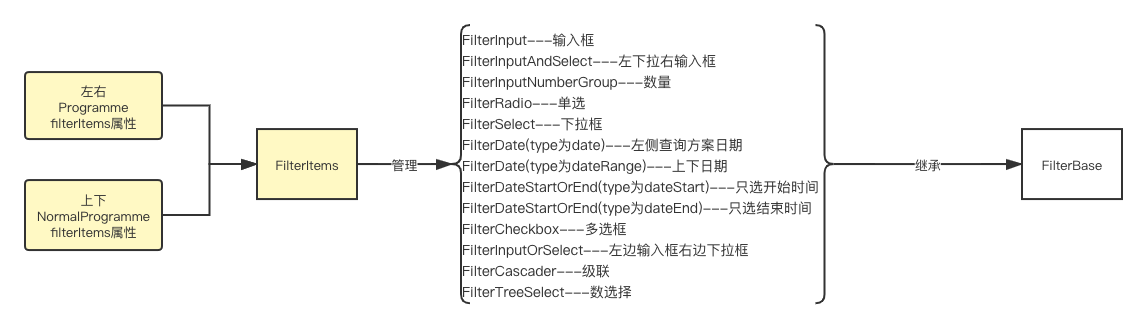 左右
Programme
filterItems属性
上下
NormalProgramme
filterItems属性
FilterItems
管理
FilterInput---输入框
FilterInputAndSelect---左下拉右输入框
FilterInputNumberGroup---数量
FilterRadio---单选
FilterSelect---下拉框
FilterDate(type为date)---左侧查询方案日期
FilterDate(type为dateRange)---上下日期
FilterDateStartOrEnd(type为dateStart)---只选开始时间
FilterDateStartOrEnd(type为dateEnd)---只选结束时间
FilterCheckbox---多选框
FilterInputOrSelect---左边输入框右边下拉框
FilterCascader---级联
FilterTreeSelect---数选择
继承
FilterBase